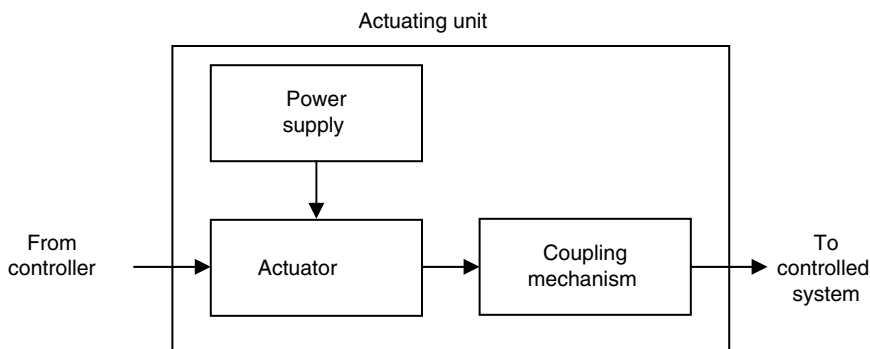 Actuating unit
Power
supply
From
controller
Actuator
Coupling
mechanism
To
controlled
system